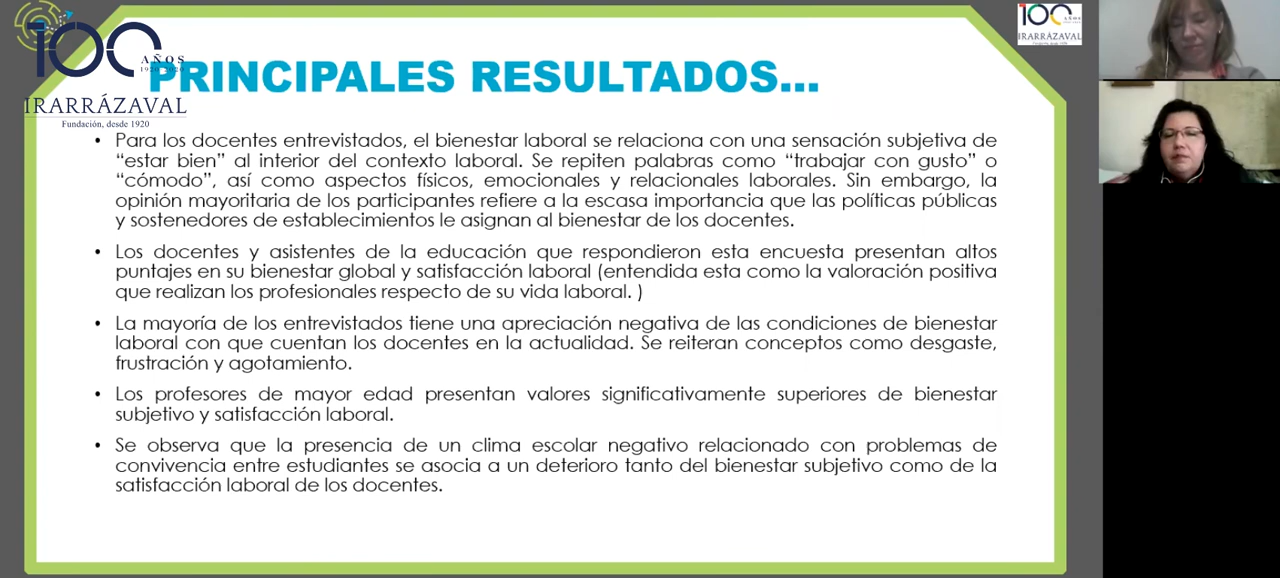 100
AÑOS
1920-2020
IRARRÁZAVAL
Fundación, desde 1920
100
AÑOS
IRARRÁZAVAL
PRINCIPALES RESULTADOS...
• Para los docentes entrevistados, el bienestar laboral se relaciona con una sensación subjetiva de
“estar bien” al interior del contexto laboral. Se repiten palabras como “trabajar con gusto” o
“cómodo”, así como aspectos físicos, emocionales y relacionales laborales. Sin embargo, la
opinión mayoritaria de los participantes refiere a la escasa importancia que las políticas públicas
y sostenedores de establecimientos le asignan al bienestar de los docentes.
• Los docentes y asistentes de la educación que respondieron esta encuesta presentan altos
puntajes en su bienestar global y satisfacción laboral (entendida esta como la valoración positiva
que realizan los profesionales respecto de su vida laboral. )
• La mayoría de los entrevistados tiene una apreciación negativa de las condiciones de bienestar
laboral con que cuentan los docentes en la actualidad. Se reiteran conceptos como desgaste,
frustración y agotamiento.
• Los profesores de mayor edad presentan valores significativamente superiores de bienestar
subjetivo y satisfacción laboral.
• Se observa que la presencia de un clima escolar negativo relacionado con problemas de
convivencia entre estudiantes se asocia a un deterioro tanto del bienestar subjetivo como de la
satisfacción laboral de los docentes.